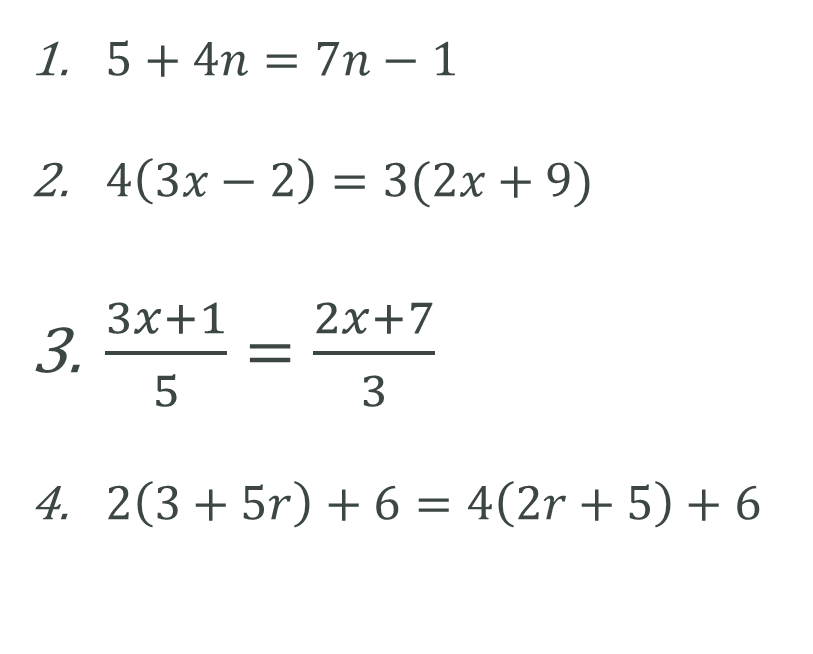 1. 5 + 4n = 7n − 1
2. 4(3x − 2) = 3(2x + 9)
3. 3x+1/5 = 2x+7/3
4. 2(3 + 5r) + 6 = 4(2r + 5) + 6